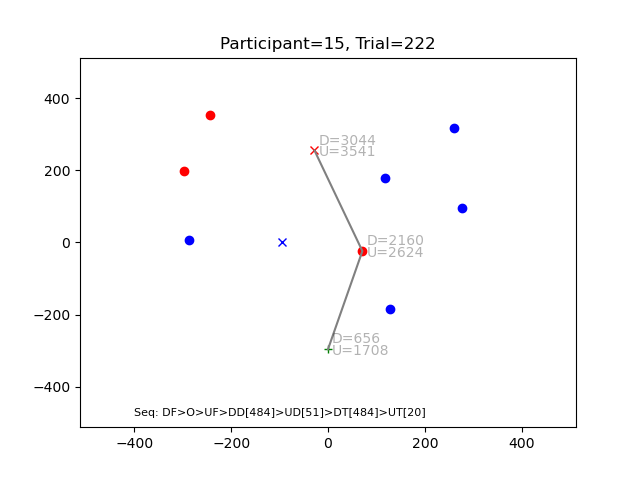 Participant=15, Trial=222
400
200
0
−200
−400
D=3044
U=3541
D=2160
U=2624
D=656
U=1708
Seq: DF>O>UF>DD[484]>UD[51]>DT[484]>UT[20]
−400
−200
0
200
400